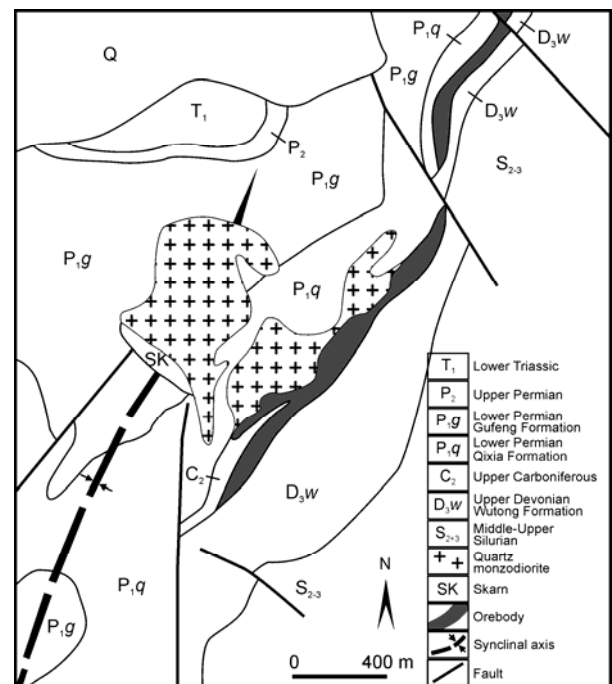 Q
P₁q
D₃w
P₁g
D₃w
T₁
P₂
S₂₋₃
P₁g
P₁g
P₁q
SK
C₂
D₃w
P₁q
S₂₋₃
P₁g
N
0 400 m
T₁ Lower Triassic
P₂ Upper Permian
P₁g Lower Permian
Gufeng Formation
P₁q Lower Permian
Qixia Formation
C₂ Upper Carboniferous
D₃w Upper Devonian
Wutong Formation
S₂₊₃ Middle-Upper
Silurian
Quartz
monzodiorite
SK Skarn
Orebody
Synclinal axis
Fault